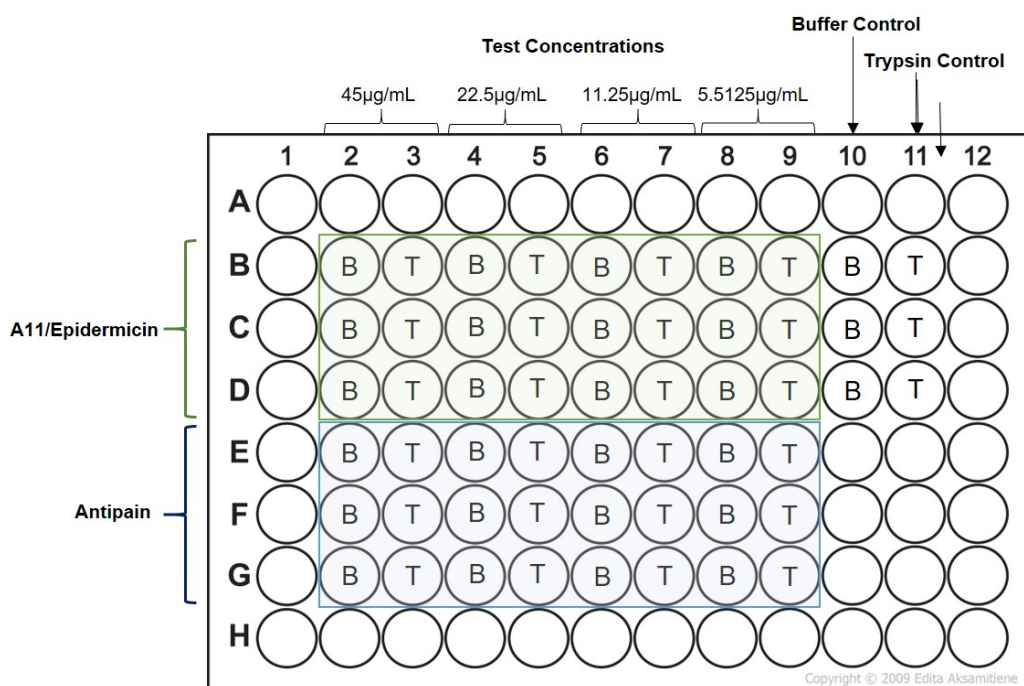 Buffer Control
Test Concentrations
Trypsin Control
45µg/mL 22.5µg/mL 11.25µg/mL 5.5125µg/mL
1 2 3 4 5 6 7 8 9 10 11 12
A
B B T B T B T B T B T
A11/Epidermicin C B T B T B T B T B T
D B T B T B T B T B T
E B T B T B T B T
Antipain F B T B T B T B T
G B T B T B T B T
H
Copyright © 2009 Edita Aksamitiene